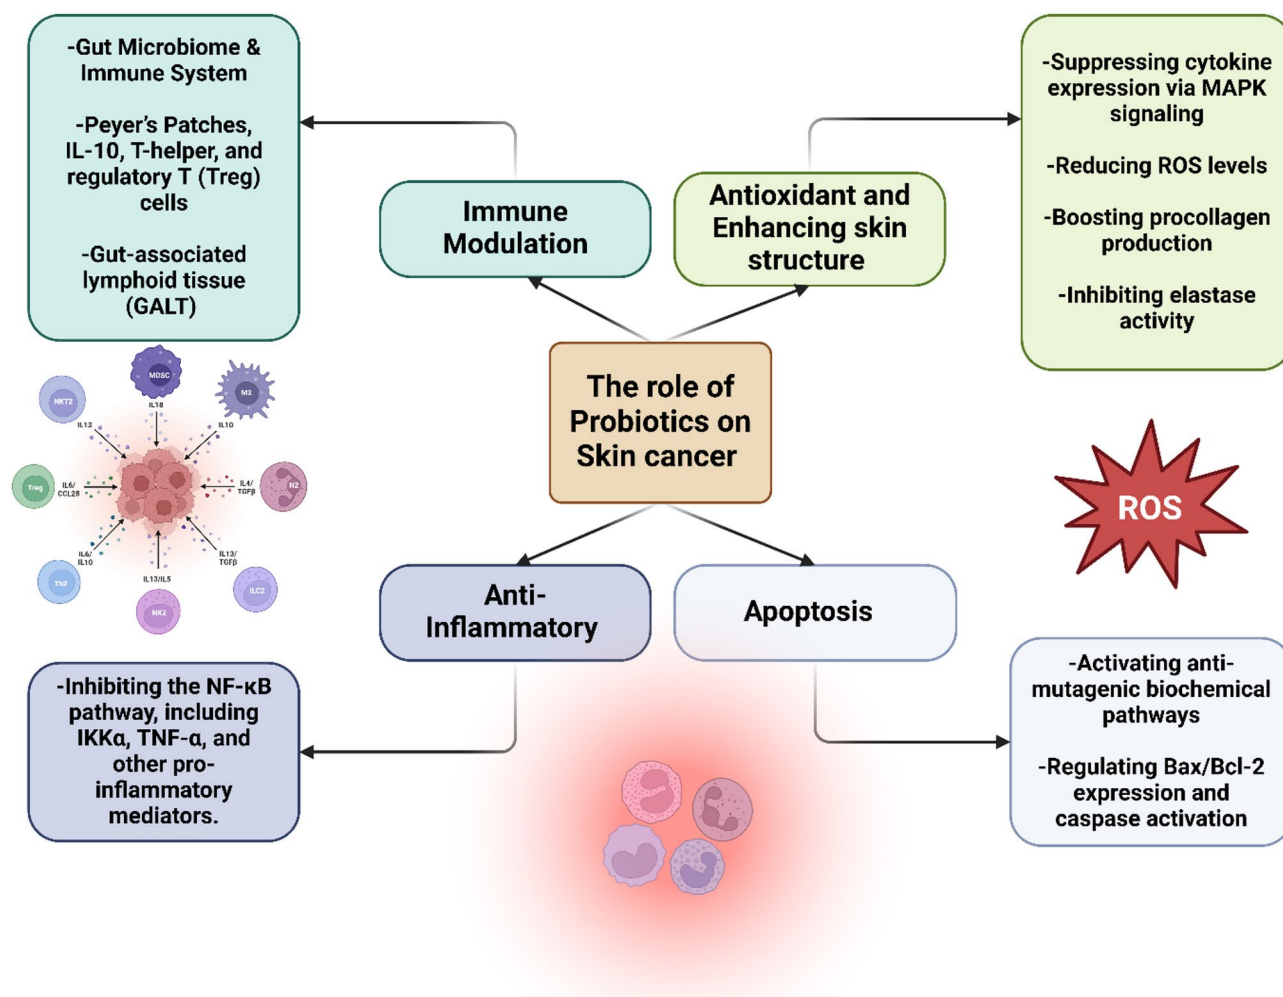 -Gut Microbiome &
Immune System
-Peyer's Patches,
IL-10, T-helper, and
regulatory T (Treg)
cells
-Gut-associated
lymphoid tissue
(GALT)
Immune
Modulation
Antioxidant and
Enhancing skin
structure
-Suppressing cytokine
expression via MAPK
signaling
-Reducing ROS levels
-Boosting procollagen
production
-Inhibiting elastase
activity
The role of
Probiotics on
Skin cancer
MDSC
NKT2
M2
IL18
IL13
IL10
Treg
IL6/
CCL28
IL4/
TGFβ
N2
IL6/
IL10
IL13/
TGFβ
Th2
IL13/IL5
ILC2
NK2
ROS
Anti-
Inflammatory
Apoptosis
-Inhibiting the NF-κB
pathway, including
IKKα, TNF-α, and
other pro-
inflammatory
mediators.
-Activating anti-
mutagenic biochemical
pathways
-Regulating Bax/Bcl-2
expression and
caspase activation